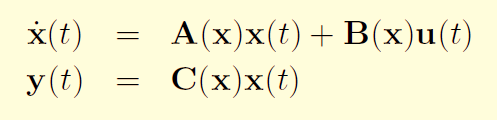 ẋ(t) = A(x)x(t) + B(x)u(t)
y(t) = C(x)x(t)